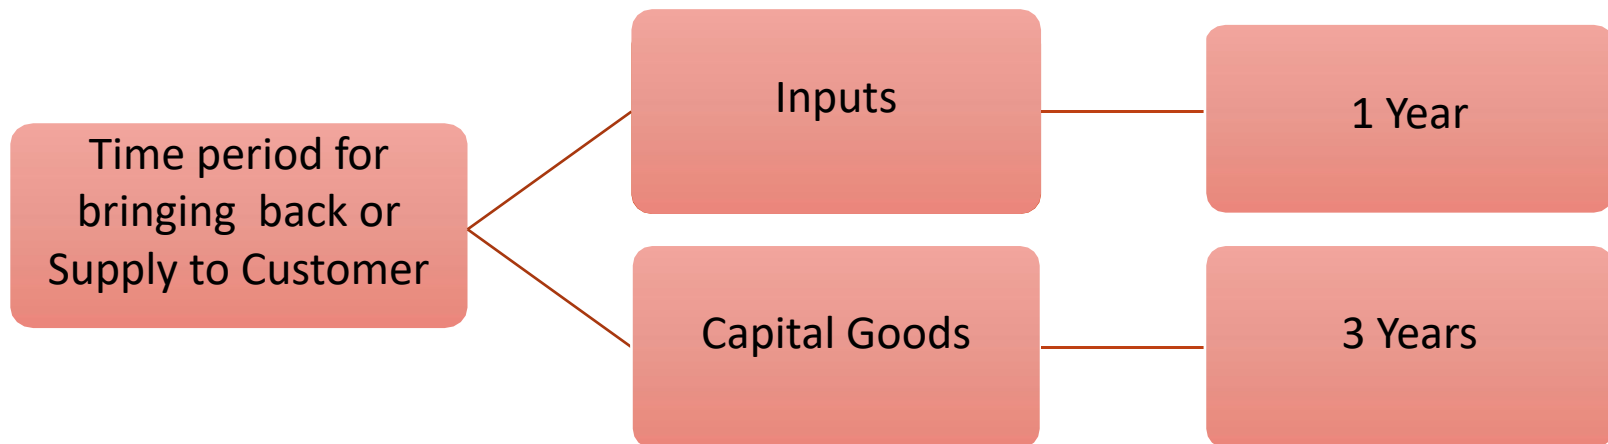 Time period for
bringing  back or
Supply to Customer
Inputs
1 Year
Capital Goods
3 Years